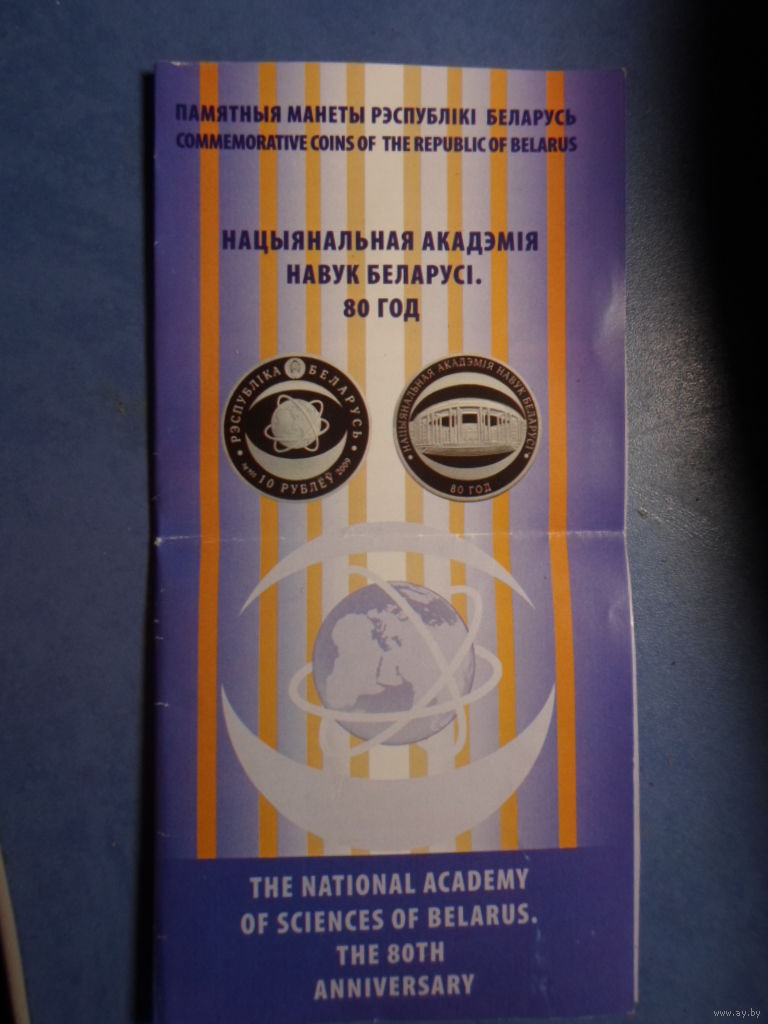 ПАМЯТНЫЯ МАНЕТЫ РЭСПУБЛІКІ БЕЛАРУСЬ
COMMEMORATIVE COINS OF THE REPUBLIC OF BELARUS
НАЦЫЯНАЛЬНАЯ АКАДЭМІЯ
НАВУК БЕЛАРУСІ.
80 ГОД
РЭСПУБЛІКА БЕЛАРУСЬ
10 РУБЛЁЎ 2009
НАЦЫЯНАЛЬНАЯ АКАДЭМІЯ НАВУК БЕЛАРУСІ
80 ГОД
THE NATIONAL ACADEMY
OF SCIENCES OF BELARUS.
THE 80TH
ANNIVERSARY
www.ay.by